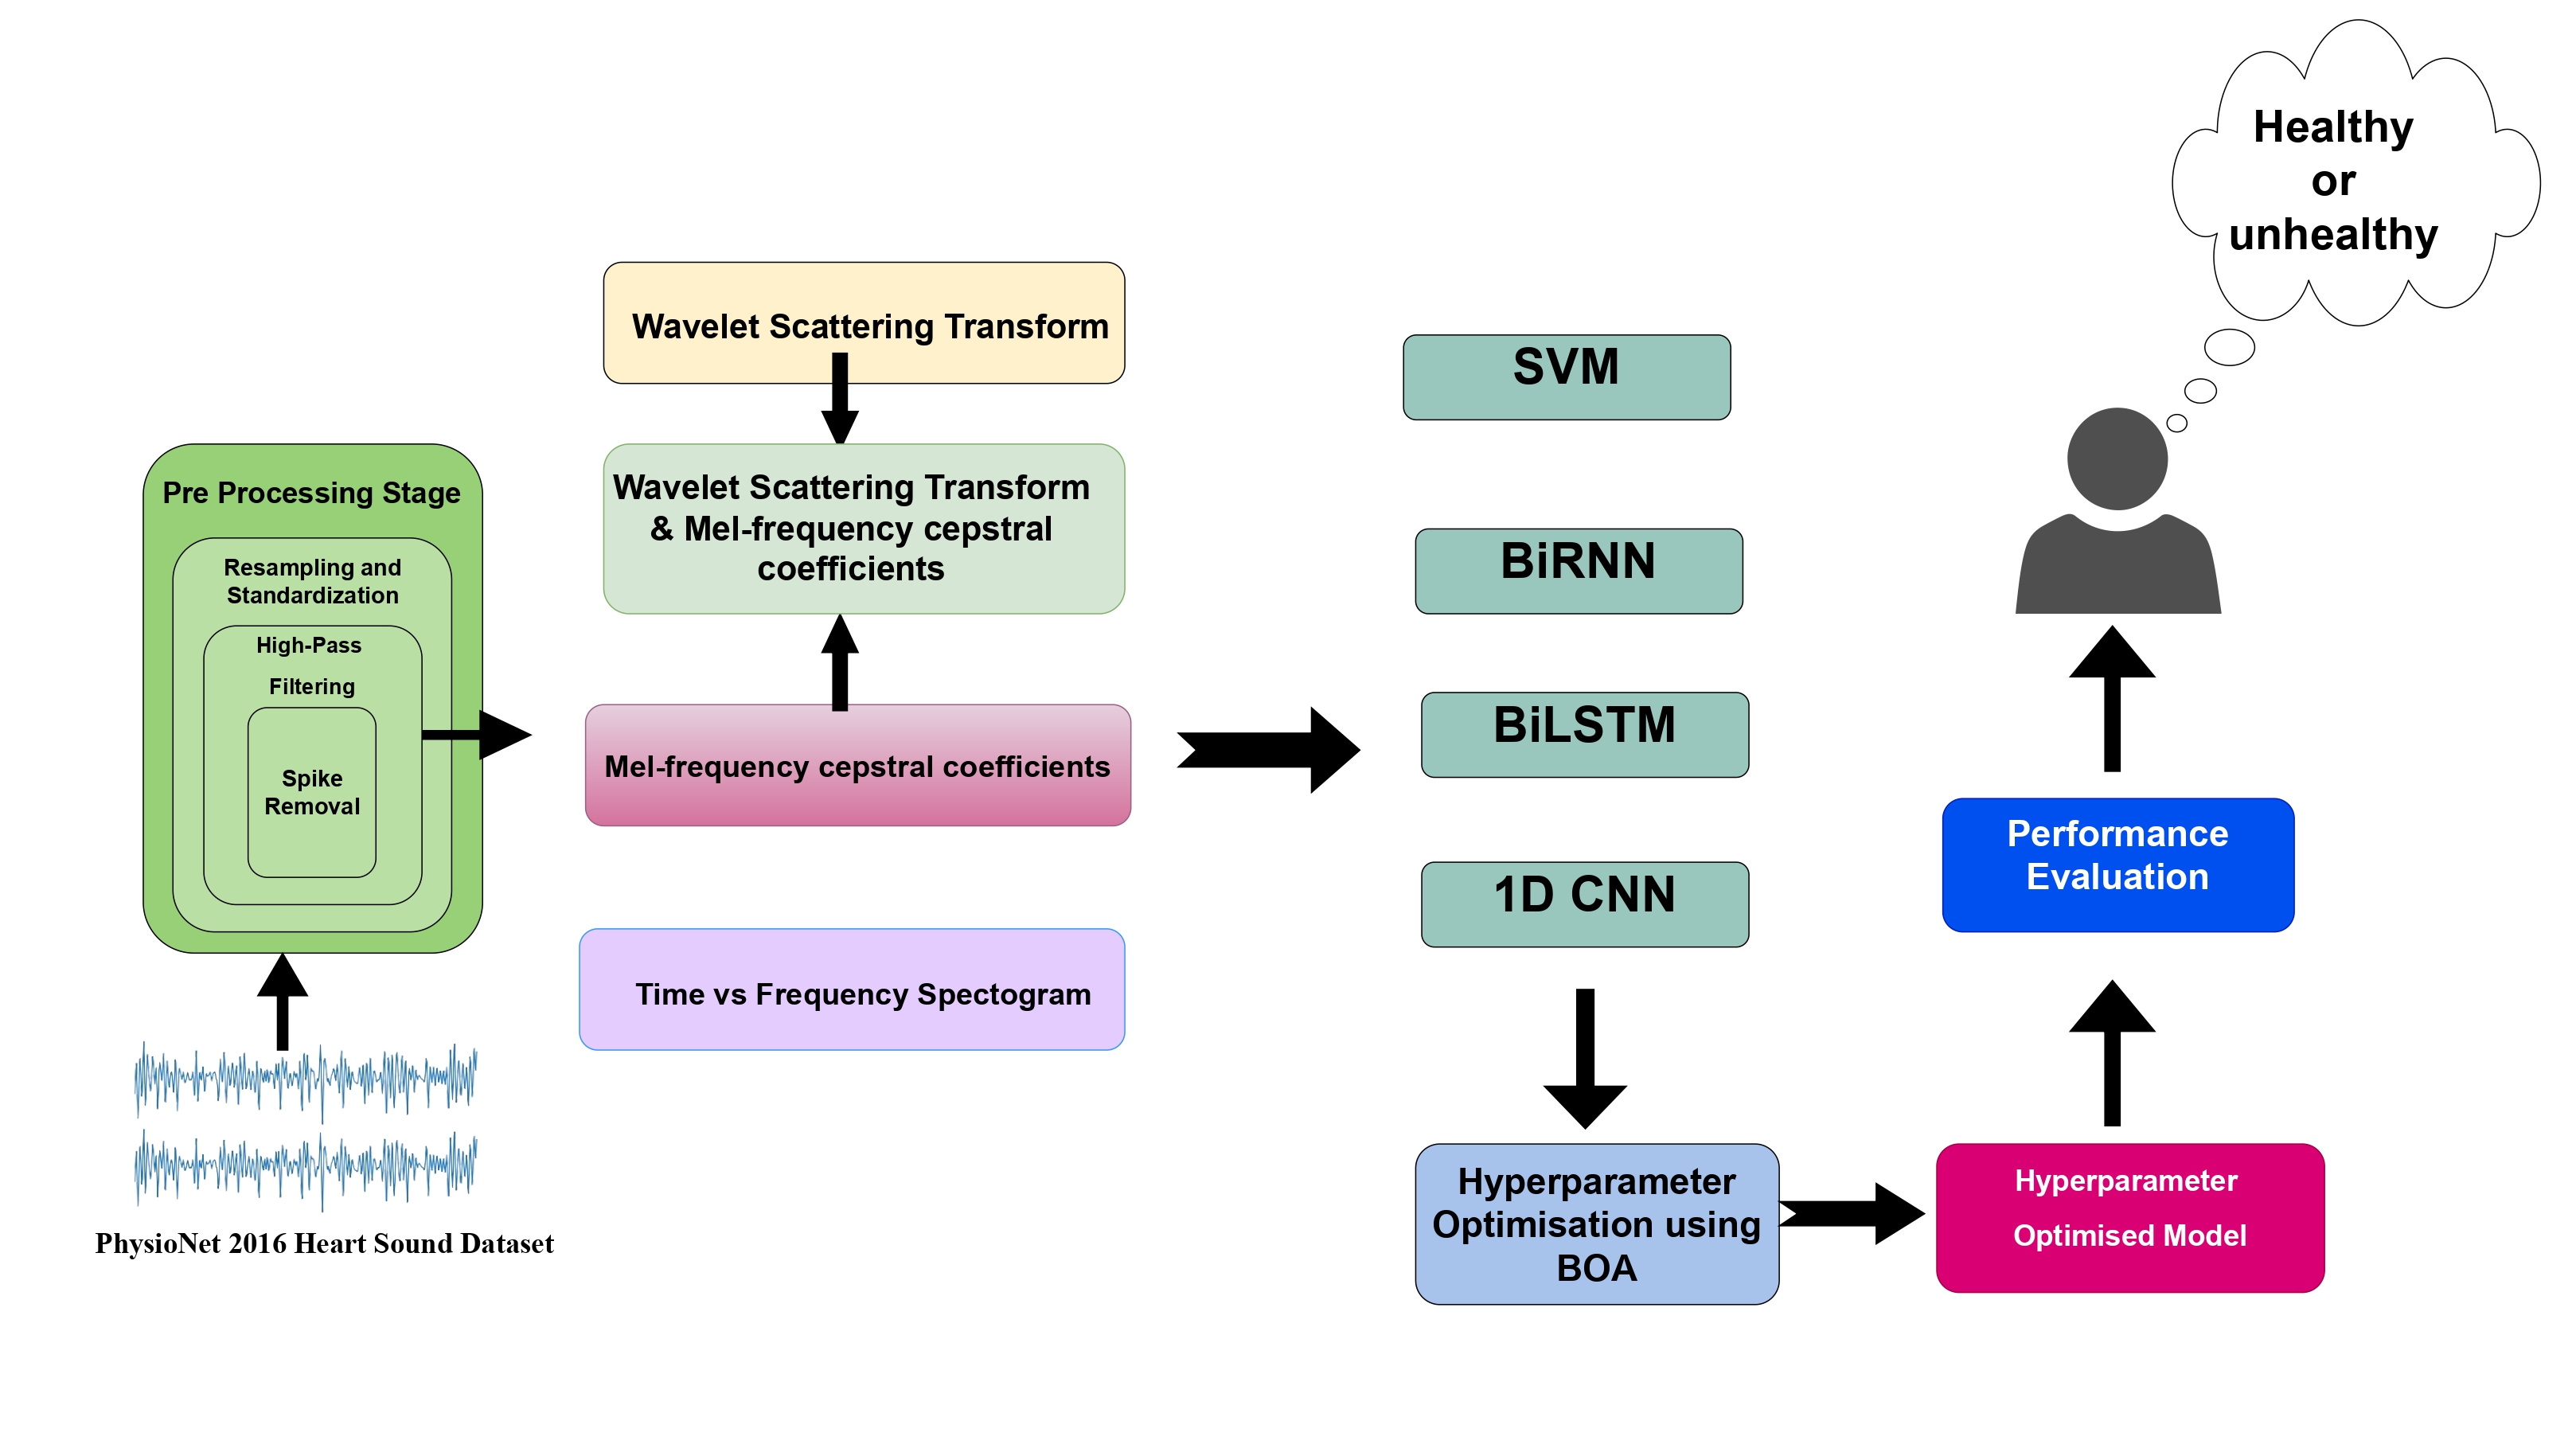 Pre Processing Stage
Resampling and
Standardization
High-Pass
Filtering
Spike
Removal
PhysioNet 2016 Heart Sound Dataset
Wavelet Scattering Transform
Wavelet Scattering Transform
& Mel-frequency cepstral
coefficients
Mel-frequency cepstral coefficients
Time vs Frequency Spectogram
SVM
BiRNN
BiLSTM
1D CNN
Hyperparameter
Optimisation using
BOA
Hyperparameter
Optimised Model
Performance
Evaluation
Healthy
or
unhealthy